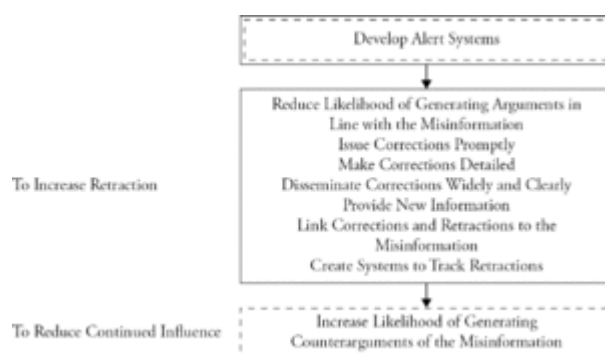 Develop Alert Systems
Reduce Likelihood of Generating Arguments in
Line with the Misinformation
Issue Corrections Promptly
Make Corrections Detailed
Disseminate Corrections Widely and Clearly
Provide New Information
Link Corrections and Retractions to the
Misinformation
Create Systems to Track Retractions
To Increase Retraction
Increase Likelihood of Generating
Counterarguments of the Misinformation
To Reduce Continued Influence